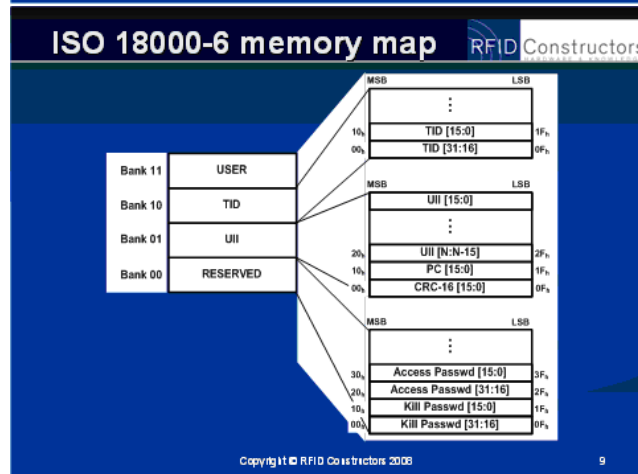 ISO 18000-6 memory map
RFID Constructors
HARDWARE & KNOWLEDGE
MSB LSB
⋮
10h TID [15:0] 1Fh
00h TID [31:16] 0Fh
Bank 11 USER
Bank 10 TID
Bank 01 UII
Bank 00 RESERVED
MSB LSB
UII [15:0]
⋮
20h UII [N:N-15] 2Fh
10h PC [15:0] 1Fh
00h CRC-16 [15:0] 0Fh
MSB LSB
⋮
30h Access Passwd [15:0] 3Fh
20h Access Passwd [31:16] 2Fh
10h Kill Passwd [15:0] 1Fh
00h Kill Passwd [31:16] 0Fh
Copyright © RFID Constructors 2008 9